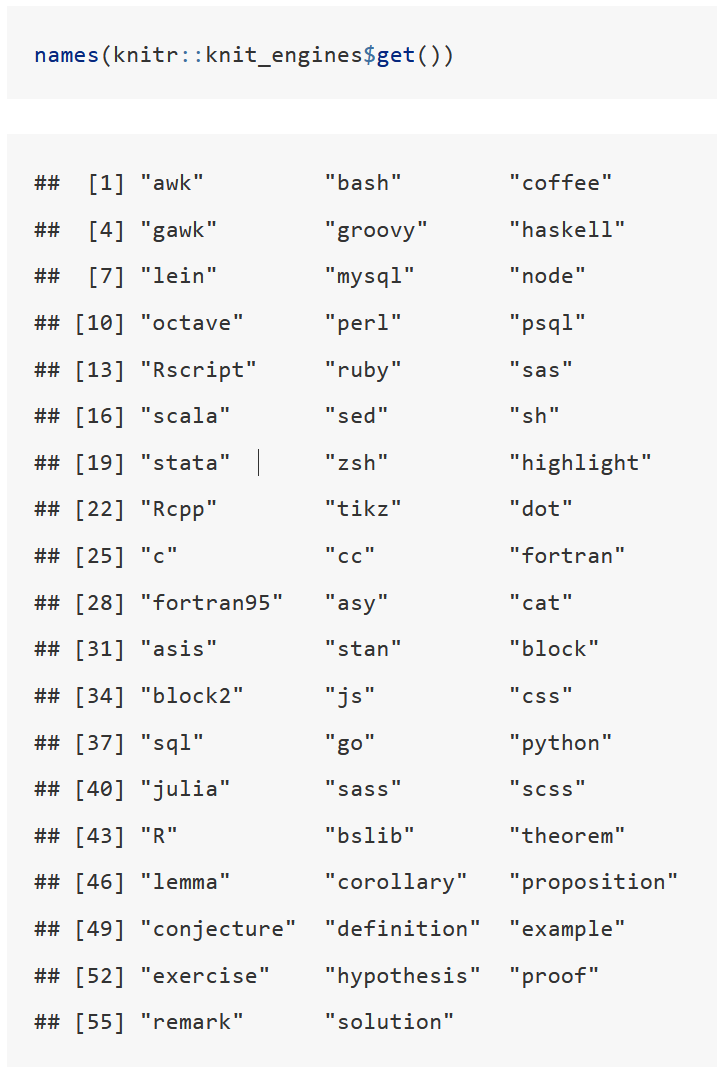 names(knitr::knit_engines$get())
##  [1] "awk"         "bash"        "coffee"
##  [4] "gawk"        "groovy"      "haskell"
##  [7] "lein"        "mysql"       "node"
## [10] "octave"      "perl"        "psql"
## [13] "Rscript"     "ruby"        "sas"
## [16] "scala"       "sed"         "sh"
## [19] "stata"       "zsh"         "highlight"
## [22] "Rcpp"        "tikz"        "dot"
## [25] "c"           "cc"          "fortran"
## [28] "fortran95"   "asy"         "cat"
## [31] "asis"        "stan"        "block"
## [34] "block2"      "js"          "css"
## [37] "sql"         "go"          "python"
## [40] "julia"       "sass"        "scss"
## [43] "R"           "bslib"       "theorem"
## [46] "lemma"       "corollary"   "proposition"
## [49] "conjecture"  "definition"  "example"
## [52] "exercise"    "hypothesis"  "proof"
## [55] "remark"      "solution"